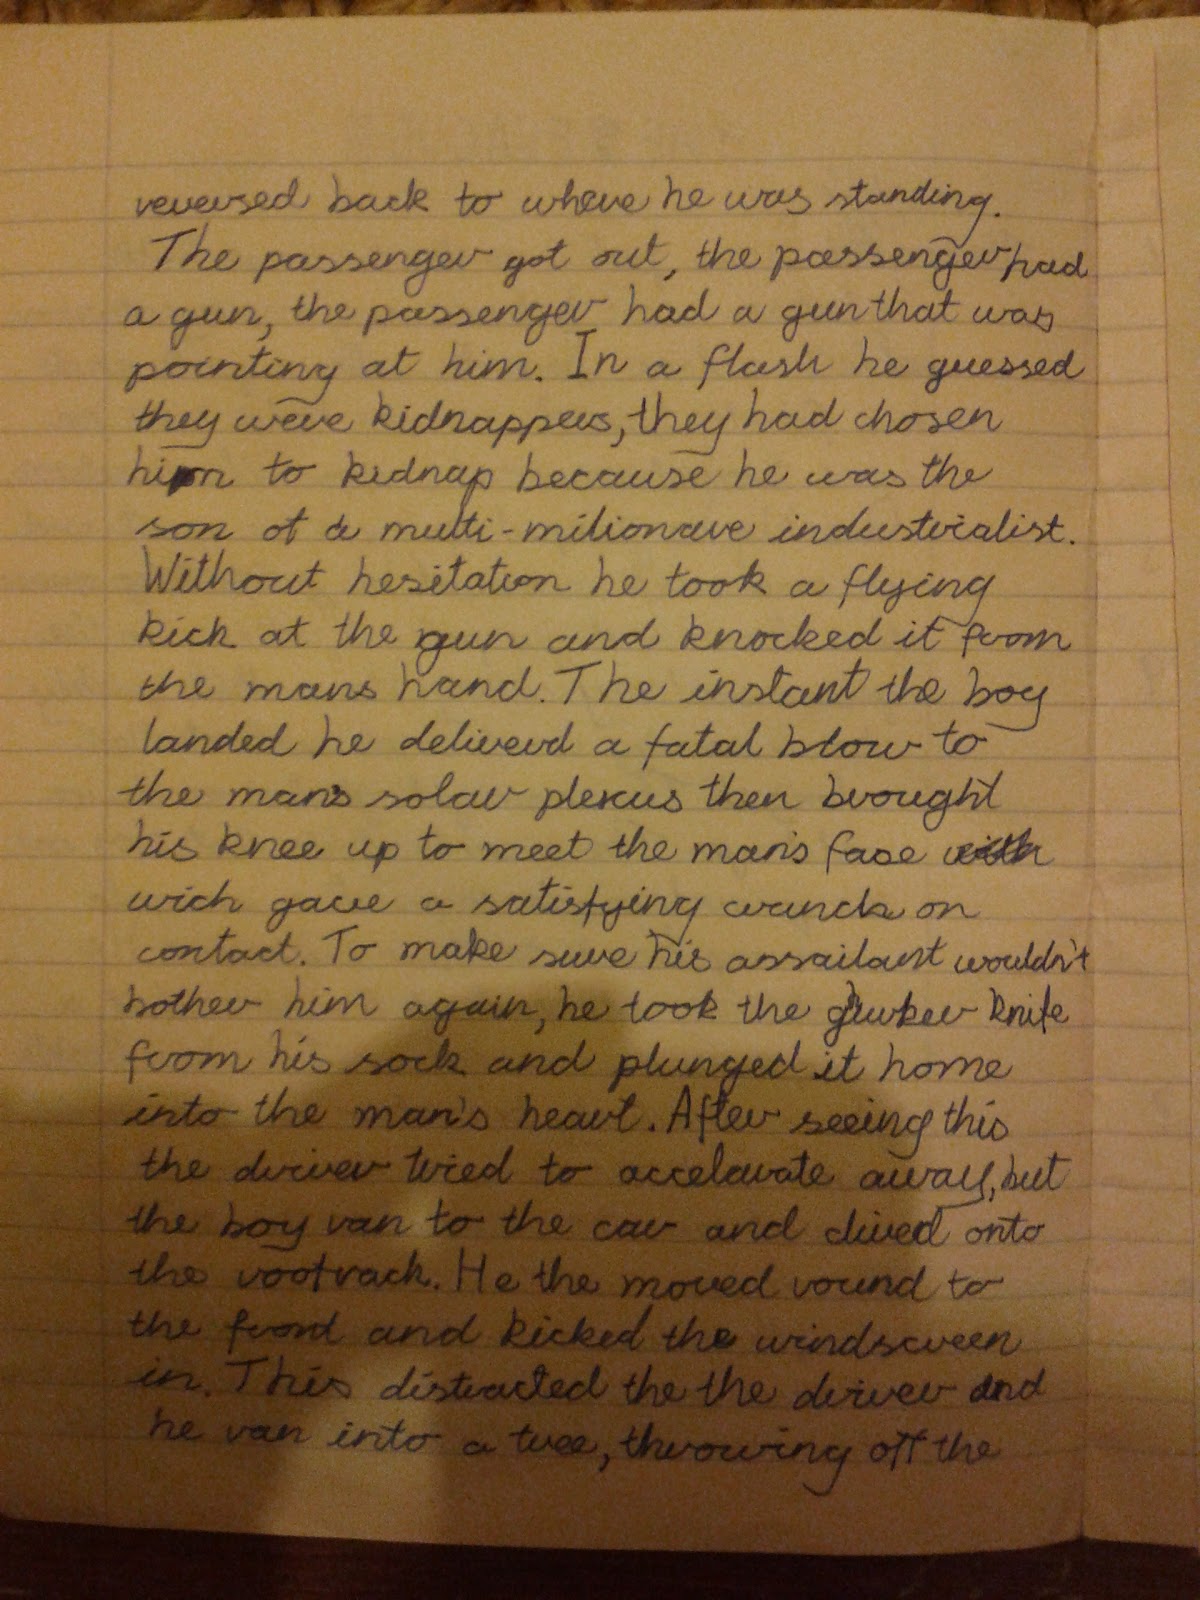 reversed back to where he was standing.
The passenger got out, the passenger had
a gun, the passenger had a gun that was
pointing at him. In a flash he guessed
they were kidnappers, they had chosen
him to kidnap because he was the
son of a multi-milionare industrialist.
Without hesitation he took a flying
kick at the gun and knocked it from
the mans hand. The instant the boy
landed he deliverd a fatal blow to
the man's solar plexus then brought
his knee up to meet the man's face with
wich gave a satisfying crunch on
contact. To make sure his assailant wouldn't
bother him again, he took the ghurker knife
from his sock and plunged it home
into the man's heart. After seeing this
the driver tried to accelarate away, but
the boy ran to the car and dived onto
the roofrack. He the moved round to
the front and kicked the windscreen
in. This distracted the the driver and
he ran into a tree, throwing off the